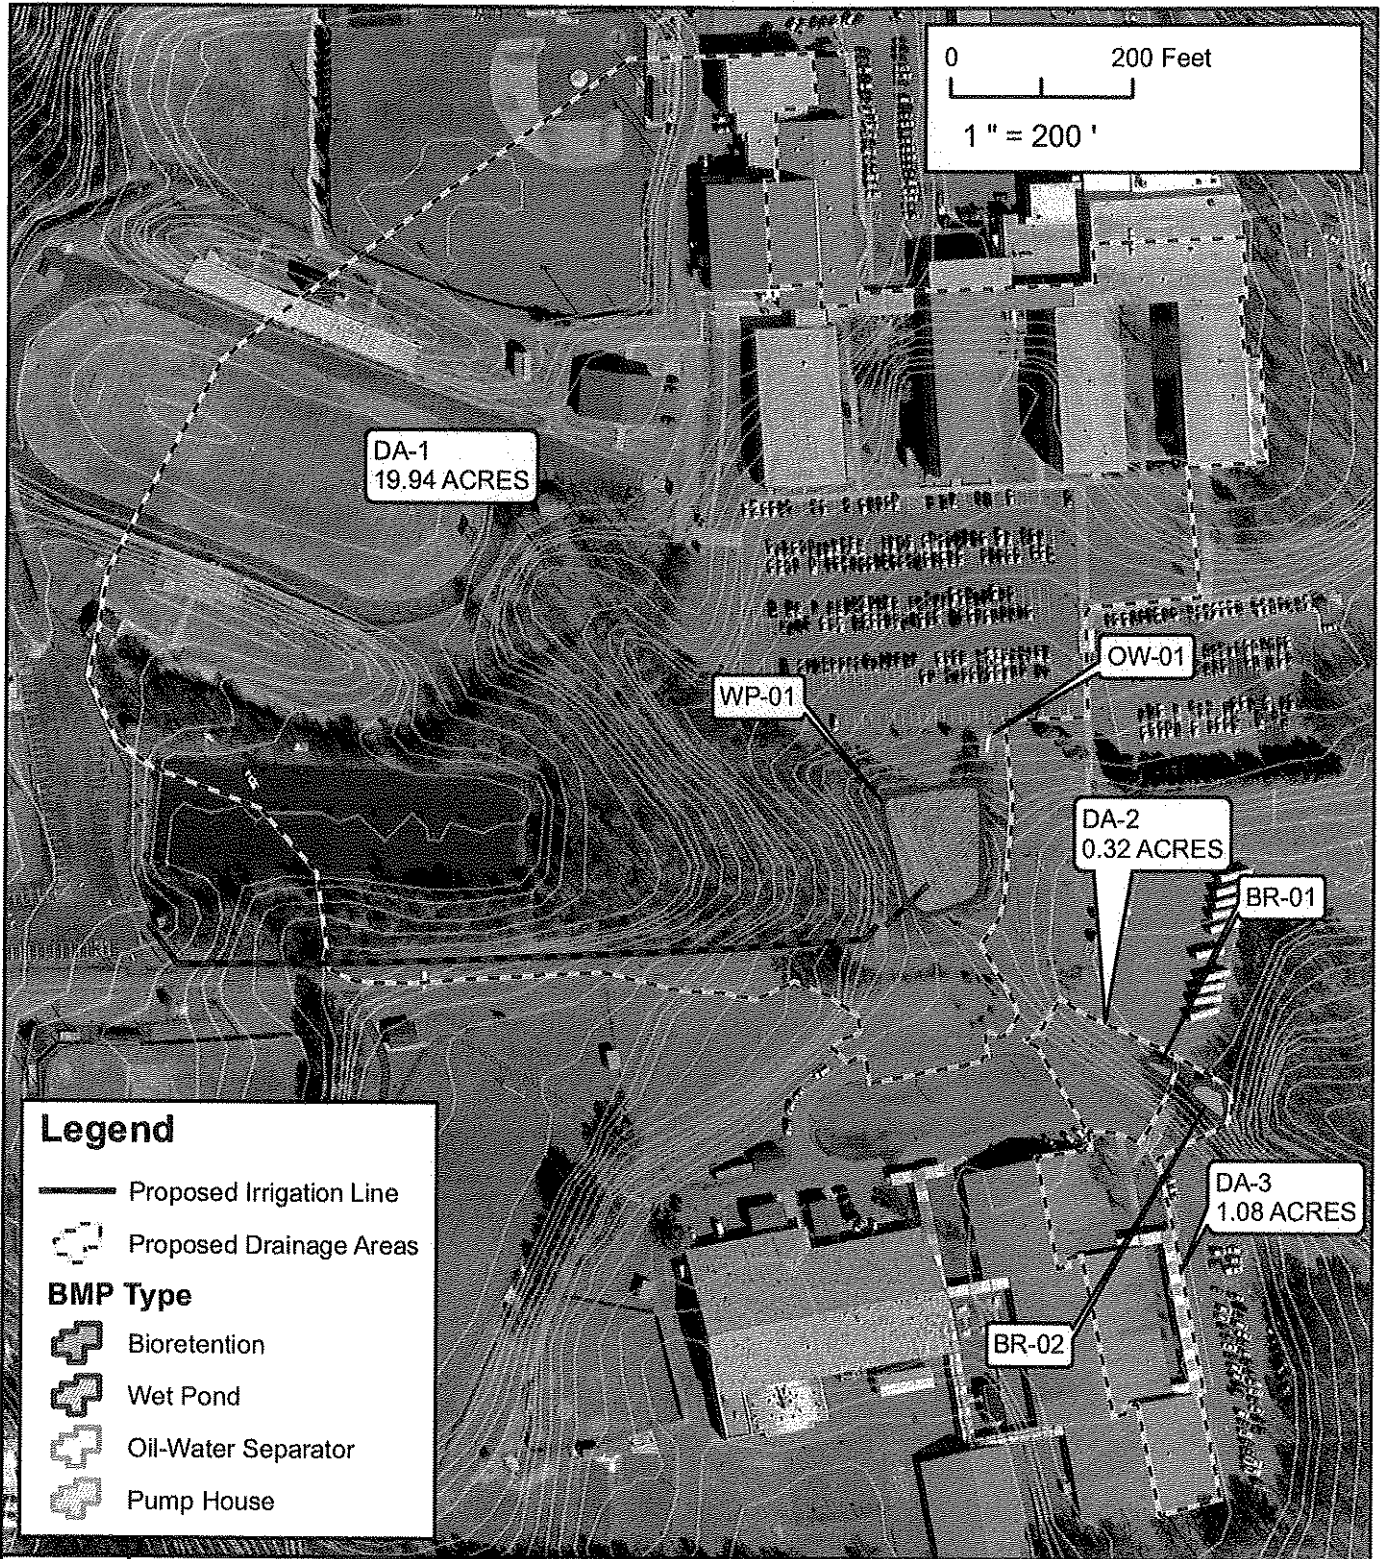 0 200 Feet
1 " = 200 '
DA-1
19.94 ACRES
OW-01
WP-01
DA-2
0.32 ACRES
BR-01
DA-3
1.08 ACRES
BR-02
Legend
Proposed Irrigation Line
Proposed Drainage Areas
BMP Type
Bioretention
Wet Pond
Oil-Water Separator
Pump House